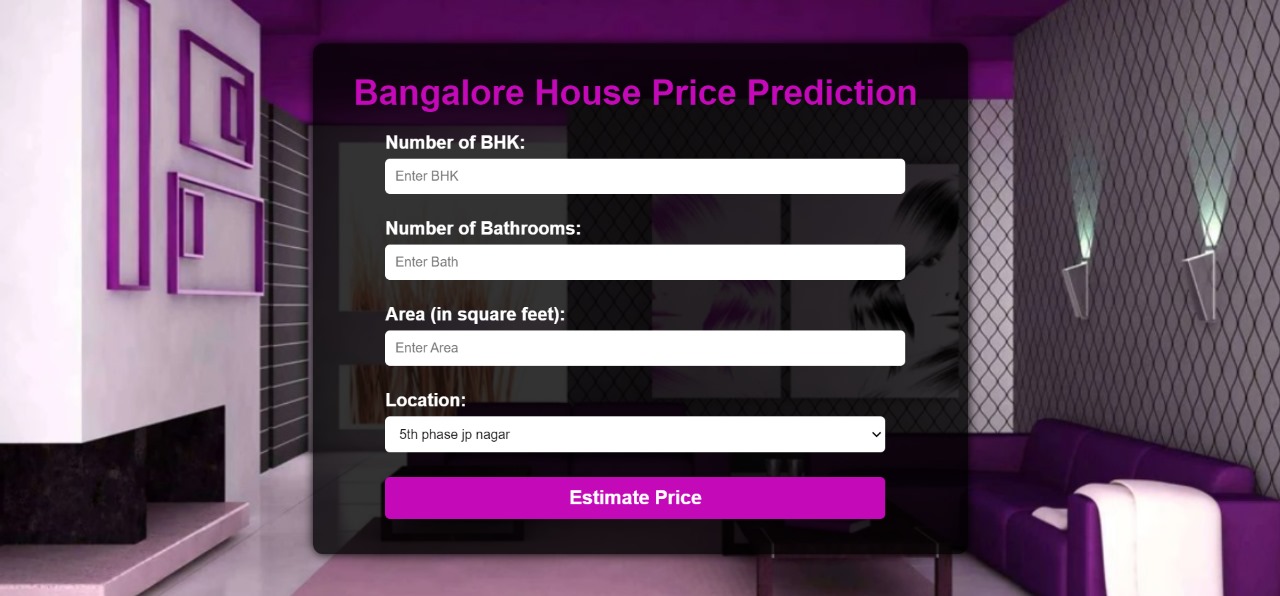 Bangalore House Price Prediction
Number of BHK:
Enter BHK
Number of Bathrooms:
Enter Bath
Area (in square feet):
Enter Area
Location:
5th phase jp nagar
Estimate Price